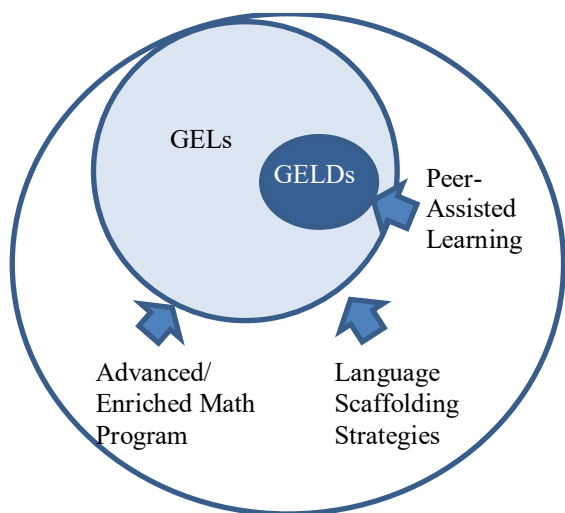 GELs
GELDs
Peer-
Assisted
Learning
Advanced/
Enriched Math
Program
Language
Scaffolding
Strategies